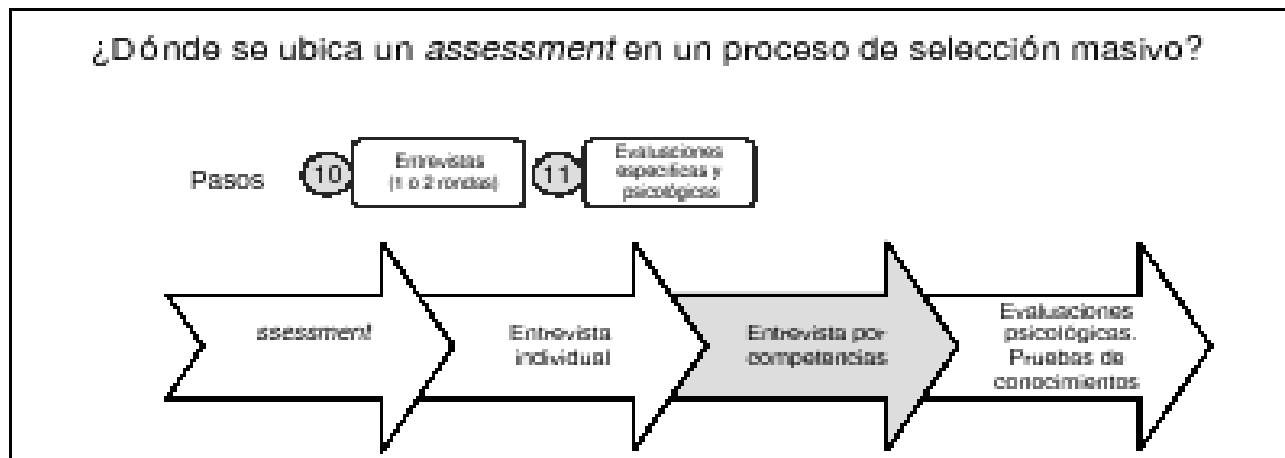 ¿Dónde se ubica un assessment en un proceso de selección masivo?
Pasos
10
Entrevistas
(1 o 2 rondas)
11
Evaluaciones
específicas y
psicológicas
ssessment
Entrevista
individual
Entrevista por
competencias
Evaluaciones
psicológicas.
Pruebas de
conocimientos